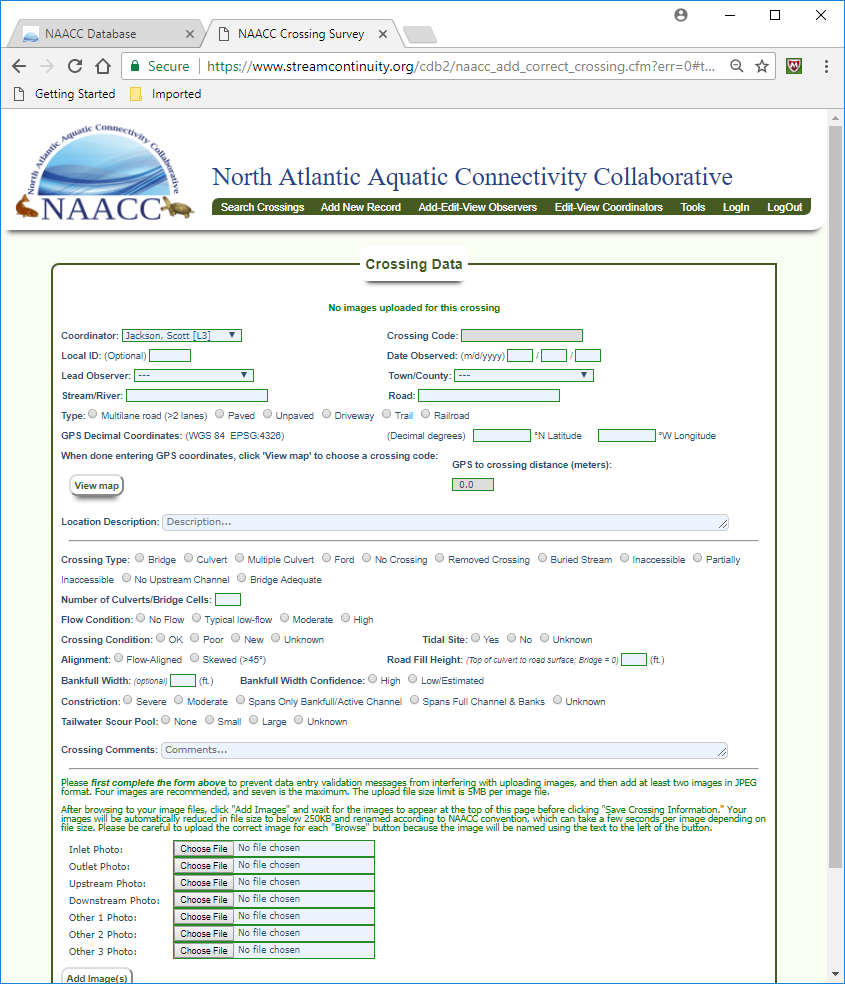 NAACC Database
NAACC Crossing Survey
Secure
https://www.streamcontinuity.org/cdb2/naacc_add_correct_crossing.cfm?err=0#t...
Getting Started
Imported
North Atlantic Aquatic Connectivity Collaborative
NAACC
North Atlantic Aquatic Connectivity Collaborative
Search Crossings Add New Record Add-Edit-View Observers Edit-View Coordinators Tools LogIn LogOut
Crossing Data
No images uploaded for this crossing
Coordinator: Jackson, Scott [L3] Crossing Code:
Local ID: (Optional) Date Observed: (m/d/yyyy) / /
Lead Observer: --- Town/County: ---
Stream/River: Road:
Type: Multilane road (>2 lanes) Paved Unpaved Driveway Trail Railroad
GPS Decimal Coordinates: (WGS 84 EPSG:4326) (Decimal degrees) °N Latitude °W Longitude
When done entering GPS coordinates, click 'View map' to choose a crossing code:
GPS to crossing distance (meters):
View map
0.0
Location Description: Description...
Crossing Type: Bridge Culvert Multiple Culvert Ford No Crossing Removed Crossing Buried Stream Inaccessible Partially
Inaccessible No Upstream Channel Bridge Adequate
Number of Culverts/Bridge Cells:
Flow Condition: No Flow Typical low-flow Moderate High
Crossing Condition: OK Poor New Unknown Tidal Site: Yes No Unknown
Alignment: Flow-Aligned Skewed (>45°) Road Fill Height: (Top of culvert to road surface; Bridge = 0) (ft.)
Bankfull Width: (optional) (ft.) Bankfull Width Confidence: High Low/Estimated
Constriction: Severe Moderate Spans Only Bankfull/Active Channel Spans Full Channel & Banks Unknown
Tailwater Scour Pool: None Small Large Unknown
Crossing Comments: Comments...
Please first complete the form above to prevent data entry validation messages from interfering with uploading images, and then add at least two images in JPEG
format. Four images are recommended, and seven is the maximum. The upload file size limit is 5MB per image file.
After browsing to your image files, click "Add Images" and wait for the images to appear at the top of this page before clicking "Save Crossing Information." Your
images will be automatically reduced in file size to below 250KB and renamed according to NAACC convention, which can take a few seconds per image depending on
file size. Please be careful to upload the correct image for each "Browse" button because the image will be named using the text to the left of the button.
Inlet Photo: Choose File No file chosen
Outlet Photo: Choose File No file chosen
Upstream Photo: Choose File No file chosen
Downstream Photo: Choose File No file chosen
Other 1 Photo: Choose File No file chosen
Other 2 Photo: Choose File No file chosen
Other 3 Photo: Choose File No file chosen
Add Image(s)